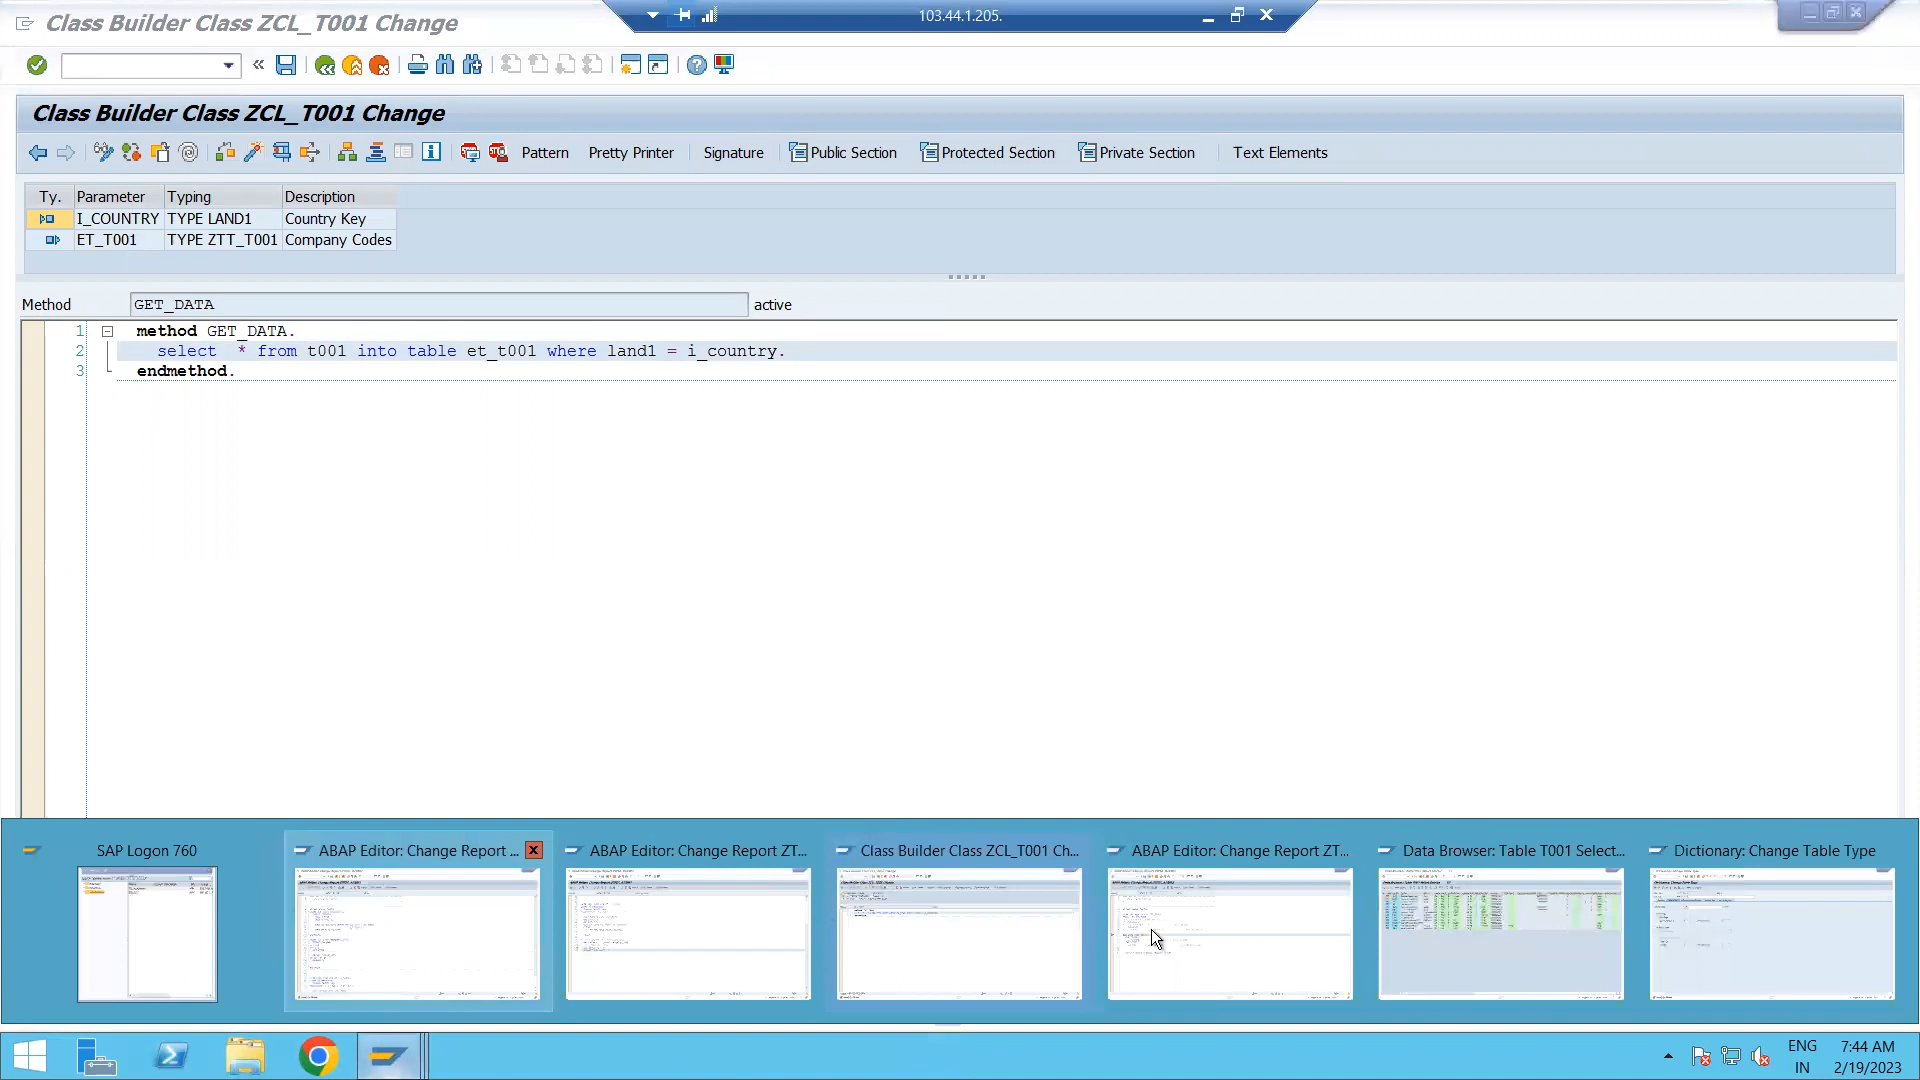 Class Builder Class ZCL_T001 Change
103.44.1.205.
Class Builder Class ZCL_T001 Change
Pattern Pretty Printer Signature Public Section Protected Section Private Section Text Elements
Ty. Parameter Typing Description
I_COUNTRY TYPE LAND1 Country Key
ET_T001 TYPE ZTT_T001 Company Codes
Method GET_DATA active
1 method GET_DATA.
2 select * from t001 into table et_t001 where land1 = i_country.
3 endmethod.
SAP Logon 760
ABAP Editor: Change Report ...
ABAP Editor: Change Report ZT...
Class Builder Class ZCL_T001 Ch...
ABAP Editor: Change Report ZT...
Data Browser: Table T001 Select...
Dictionary: Change Table Type
ENG 7:44 AM
IN 2/19/2023